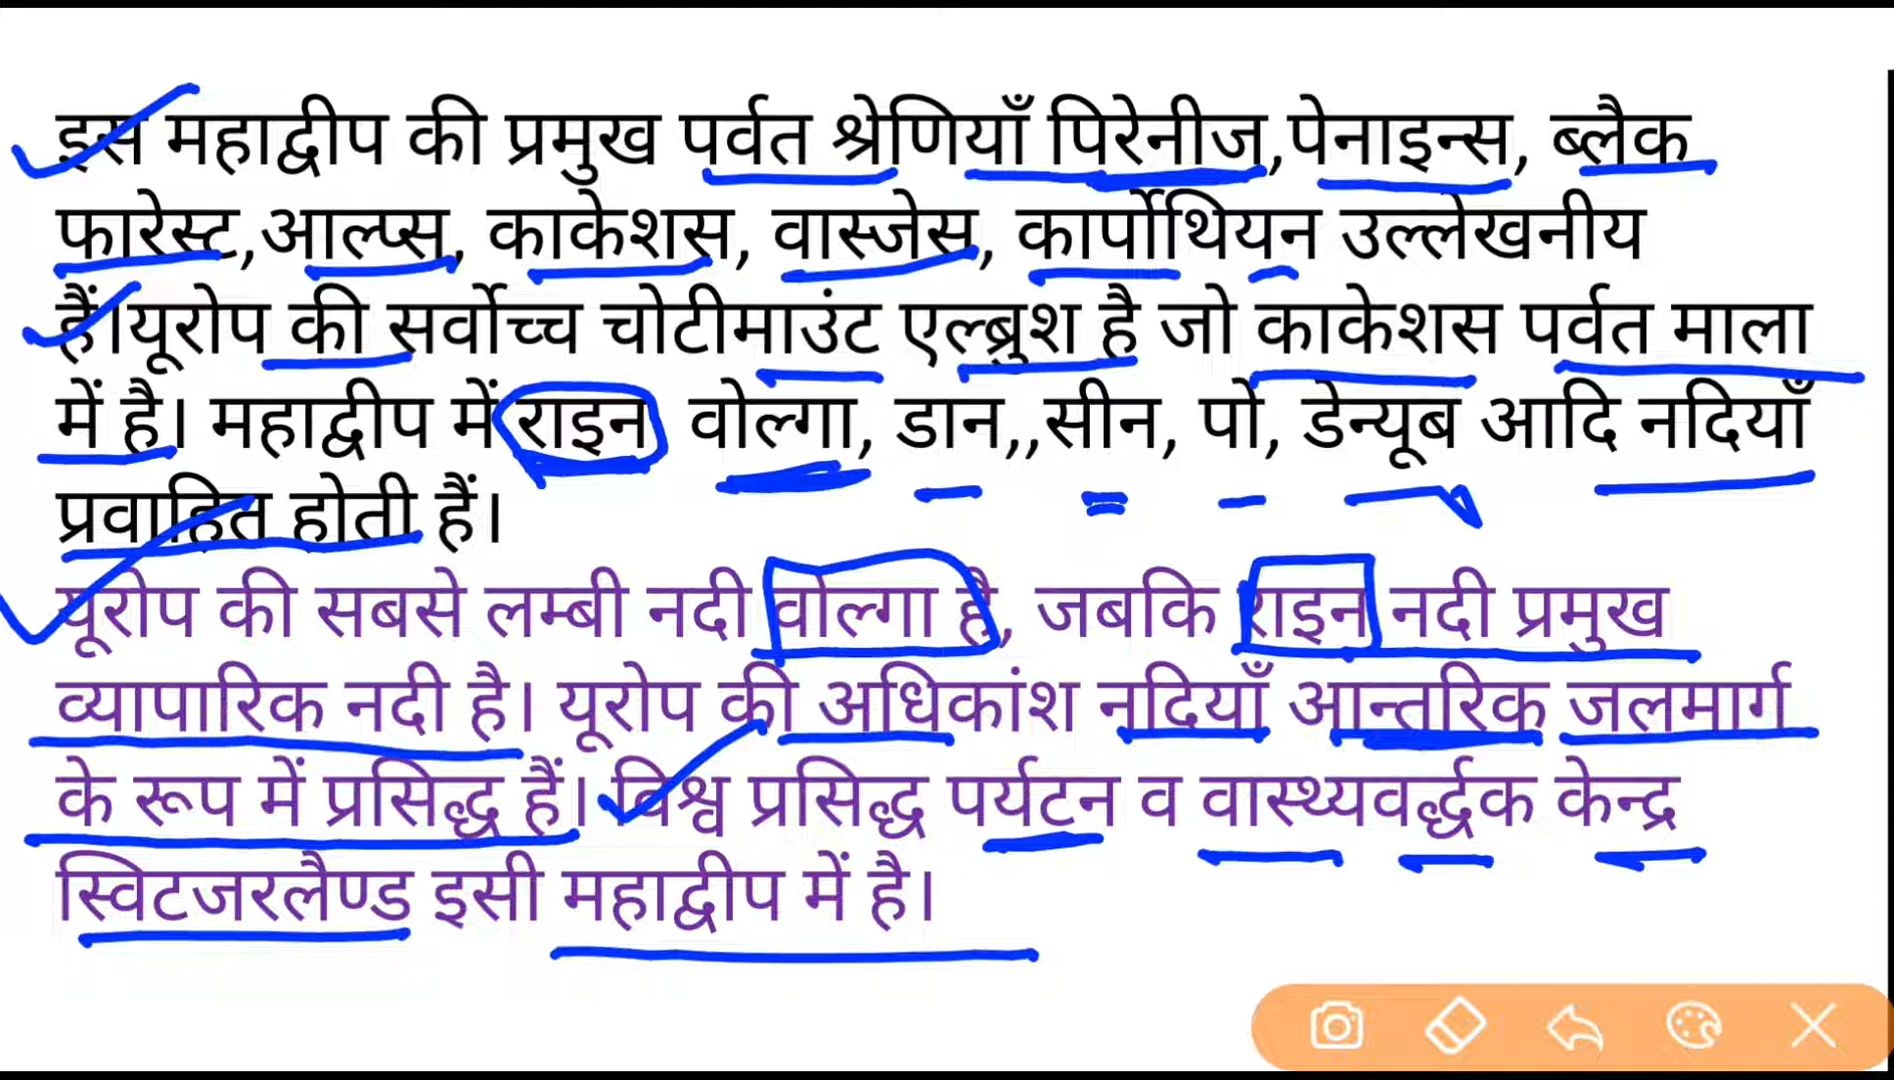 इस महाद्वीप की प्रमुख पर्वत श्रेणियाँ पिरेनीज,पेनाइन्स, ब्लैक
फारेस्ट,आल्प्स, काकेशस, वास्जेस, कार्पोथियन उल्लेखनीय
हैं।यूरोप की सर्वोच्च चोटीमाउंट एल्ब्रुश है जो काकेशस पर्वत माला
में है। महाद्वीप में राइन वोल्गा, डान,,सीन, पो, डेन्यूब आदि नदियाँ
प्रवाहित होती हैं।
यूरोप की सबसे लम्बी नदी वोल्गा है, जबकि राइन नदी प्रमुख
व्यापारिक नदी है। यूरोप की अधिकांश नदियाँ आन्तरिक जलमार्ग
के रूप में प्रसिद्ध हैं। विश्व प्रसिद्ध पर्यटन व वास्थ्यवर्द्धक केन्द्र
स्विटजरलैण्ड इसी महाद्वीप में है।